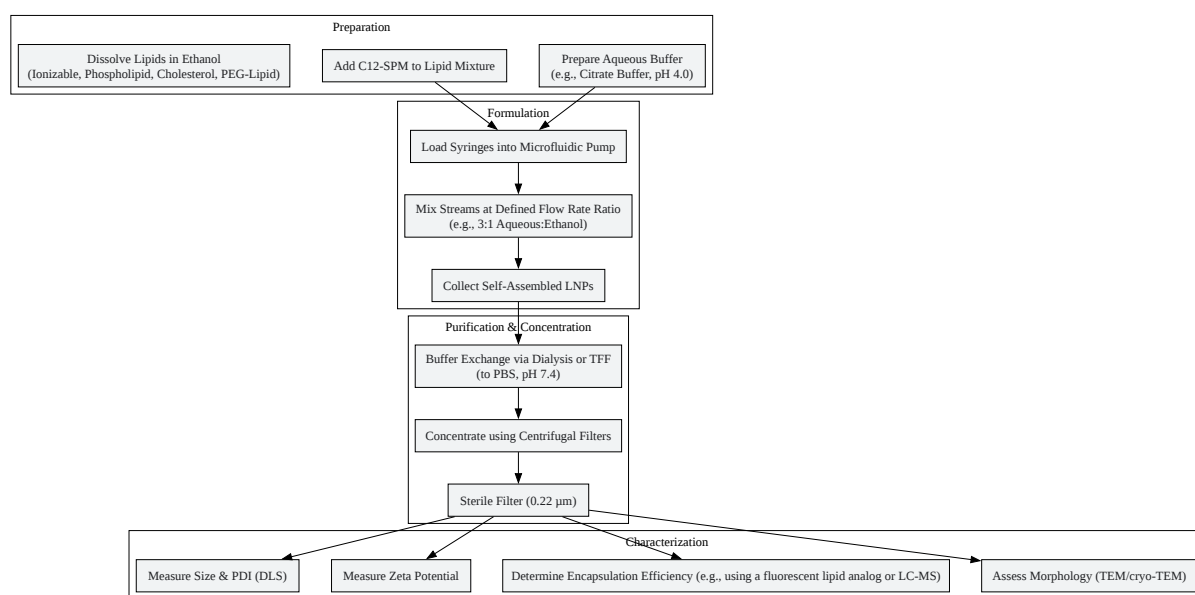 Preparation
Dissolve Lipids in Ethanol
(Ionizable, Phospholipid, Cholesterol, PEG-Lipid)
Add C12-SPM to Lipid Mixture
Prepare Aqueous Buffer
(e.g., Citrate Buffer, pH 4.0)
Formulation
Load Syringes into Microfluidic Pump
Mix Streams at Defined Flow Rate Ratio
(e.g., 3:1 Aqueous:Ethanol)
Collect Self-Assembled LNPs
Purification & Concentration
Buffer Exchange via Dialysis or TFF
(to PBS, pH 7.4)
Concentrate using Centrifugal Filters
Sterile Filter (0.22 µm)
Characterization
Measure Size & PDI (DLS)
Measure Zeta Potential
Determine Encapsulation Efficiency (e.g., using a fluorescent lipid analog or LC-MS)
Assess Morphology (TEM/cryo-TEM)